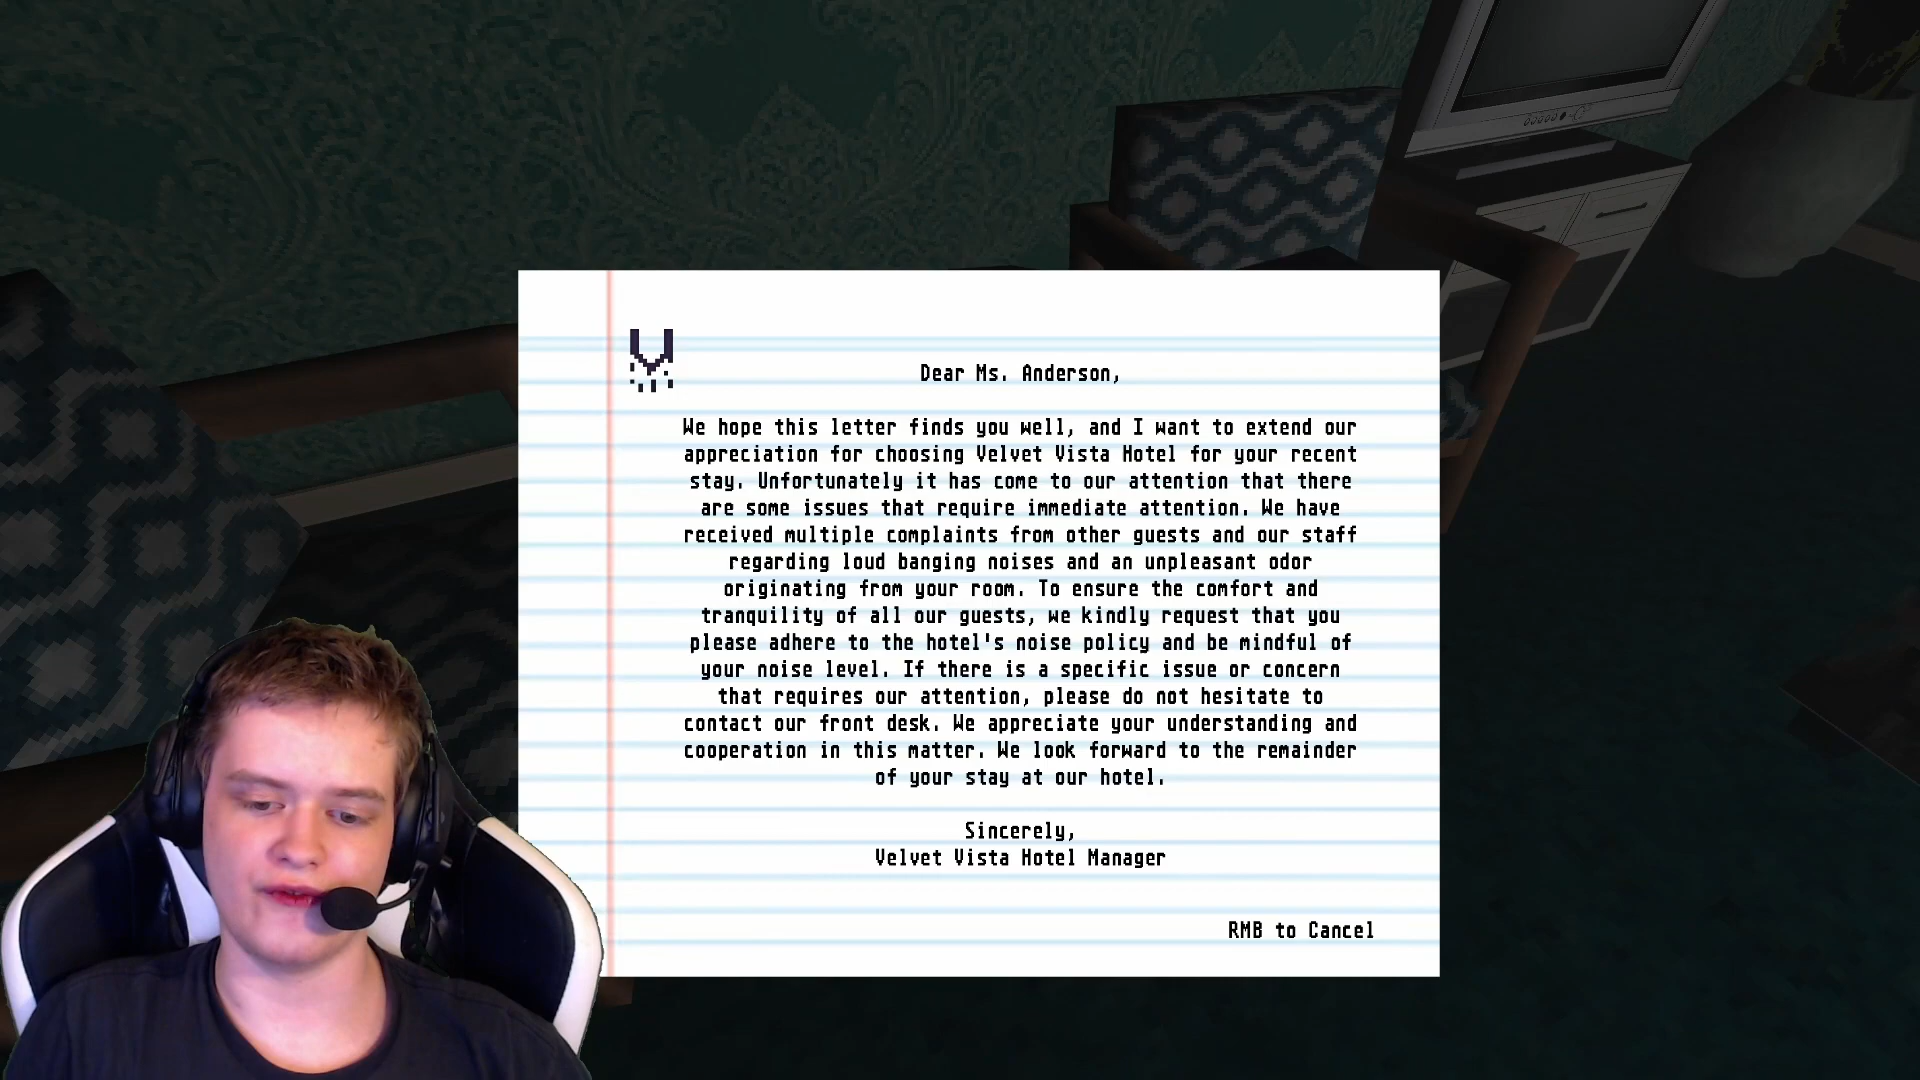 Dear Ms. Anderson,
We hope this letter finds you well, and I want to extend our
appreciation for choosing Velvet Vista Hotel for your recent
stay. Unfortunately it has come to our attention that there
are some issues that require immediate attention. We have
received multiple complaints from other guests and our staff
regarding loud banging noises and an unpleasant odor
originating from your room. To ensure the comfort and
tranquility of all our guests, we kindly request that you
please adhere to the hotel's noise policy and be mindful of
your noise level. If there is a specific issue or concern
that requires our attention, please do not hesitate to
contact our front desk. We appreciate your understanding and
cooperation in this matter. We look forward to the remainder
of your stay at our hotel.
Sincerely,
Velvet Vista Hotel Manager
RMB to Cancel